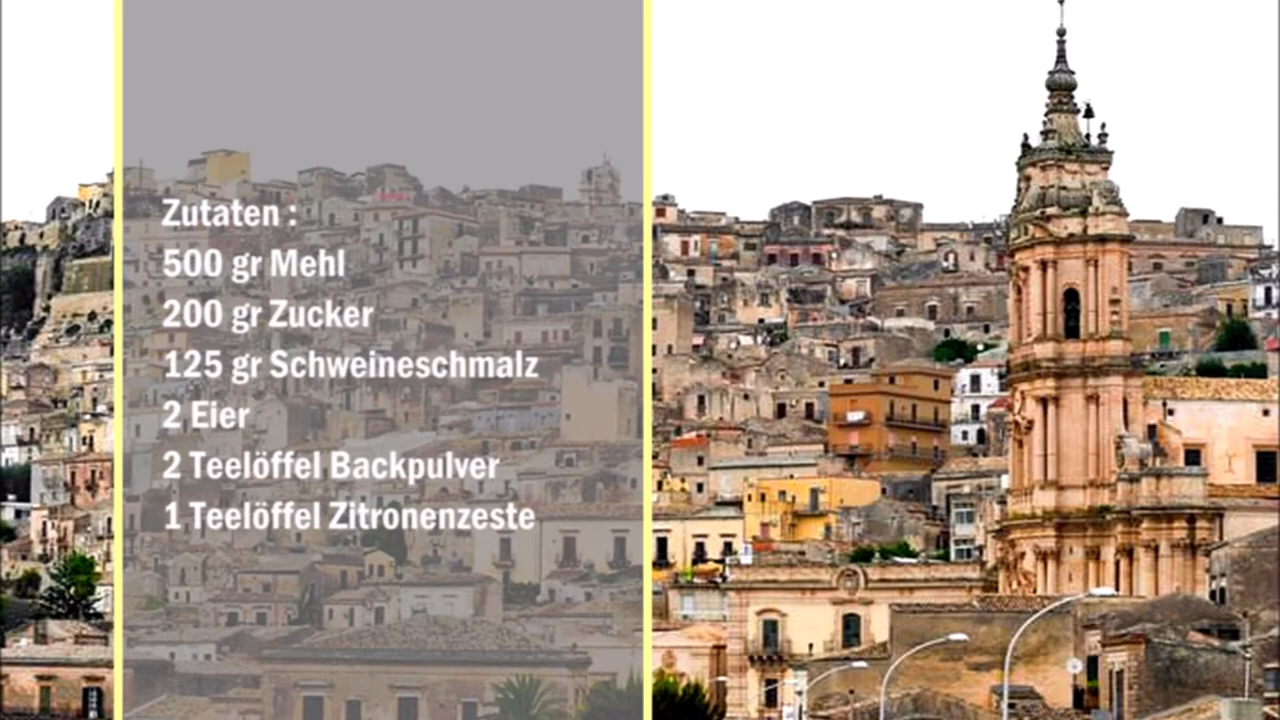 Zutaten :
500 gr Mehl
200 gr Zucker
125 gr Schweineschmalz
2 Eier
2 Teelöffel Backpulver
1 Teelöffel Zitronenzeste